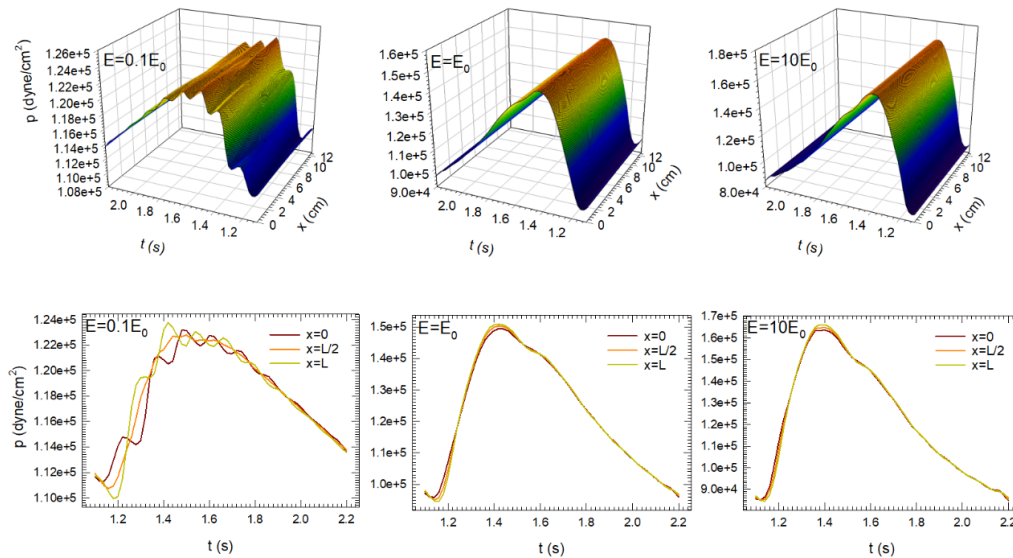 E=0.1E0
p (dyne/cm2)
1.26e+5
1.24e+5
1.22e+5
1.20e+5
1.18e+5
1.16e+5
1.14e+5
1.12e+5
1.10e+5
1.08e+5
2.0
1.8
1.6
1.4
1.2
t (s)
0
2
4
6
8
10
12
x (cm)
E=E0
1.6e+5
1.5e+5
1.4e+5
1.3e+5
1.2e+5
1.1e+5
1.0e+5
9.0e+4
2.0
1.8
1.6
1.4
1.2
t (s)
0
2
4
6
8
10
12
x (cm)
E=10E0
1.8e+5
1.6e+5
1.4e+5
1.2e+5
1.0e+5
8.0e+4
2.0
1.8
1.6
1.4
1.2
t (s)
0
2
4
6
8
10
12
x (cm)
E=0.1E0
p (dyne/cm2)
1.24e+5
1.22e+5
1.20e+5
1.18e+5
1.16e+5
1.14e+5
1.12e+5
1.10e+5
x=0
x=L/2
x=L
1.2 1.4 1.6 1.8 2.0 2.2
t (s)
E=E0
1.5e+5
1.4e+5
1.3e+5
1.2e+5
1.1e+5
1.0e+5
x=0
x=L/2
x=L
1.2 1.4 1.6 1.8 2.0 2.2
t (s)
E=10E0
1.7e+5
1.6e+5
1.5e+5
1.4e+5
1.3e+5
1.2e+5
1.1e+5
1.0e+5
9.0e+4
x=0
x=L/2
x=L
1.2 1.4 1.6 1.8 2.0 2.2
t (s)